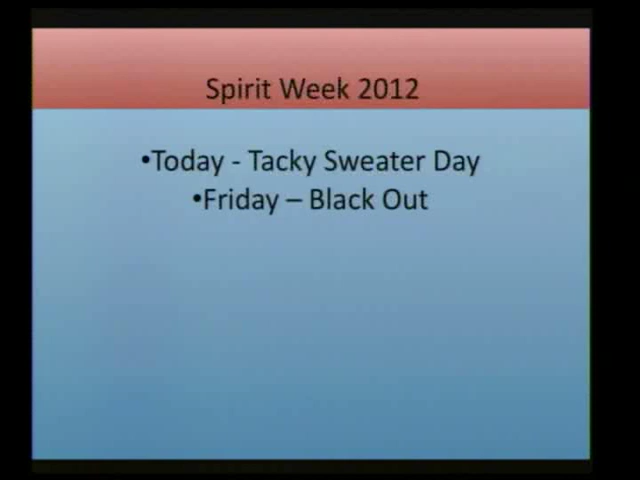 Spirit Week 2012
•Today - Tacky Sweater Day
•Friday – Black Out